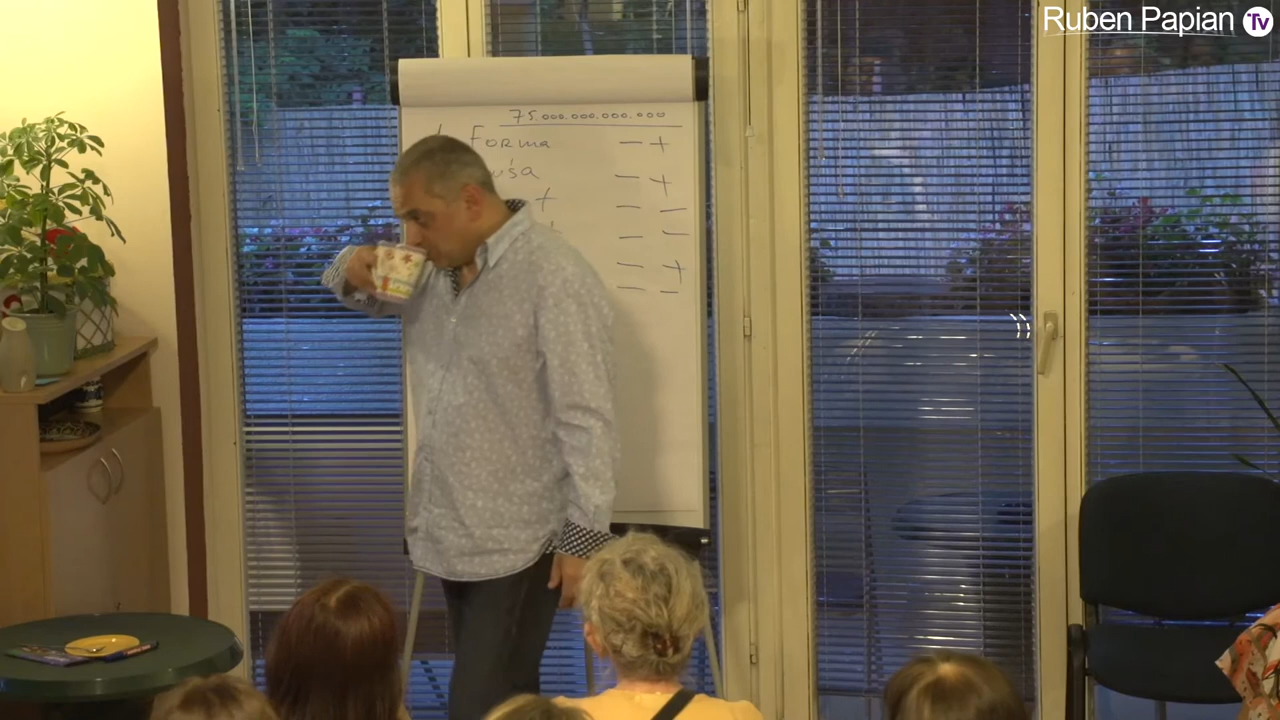 Ruben Papian Tv
75.000.000.000.000
Forma — +
— +
+ — —
— —
— +
— —